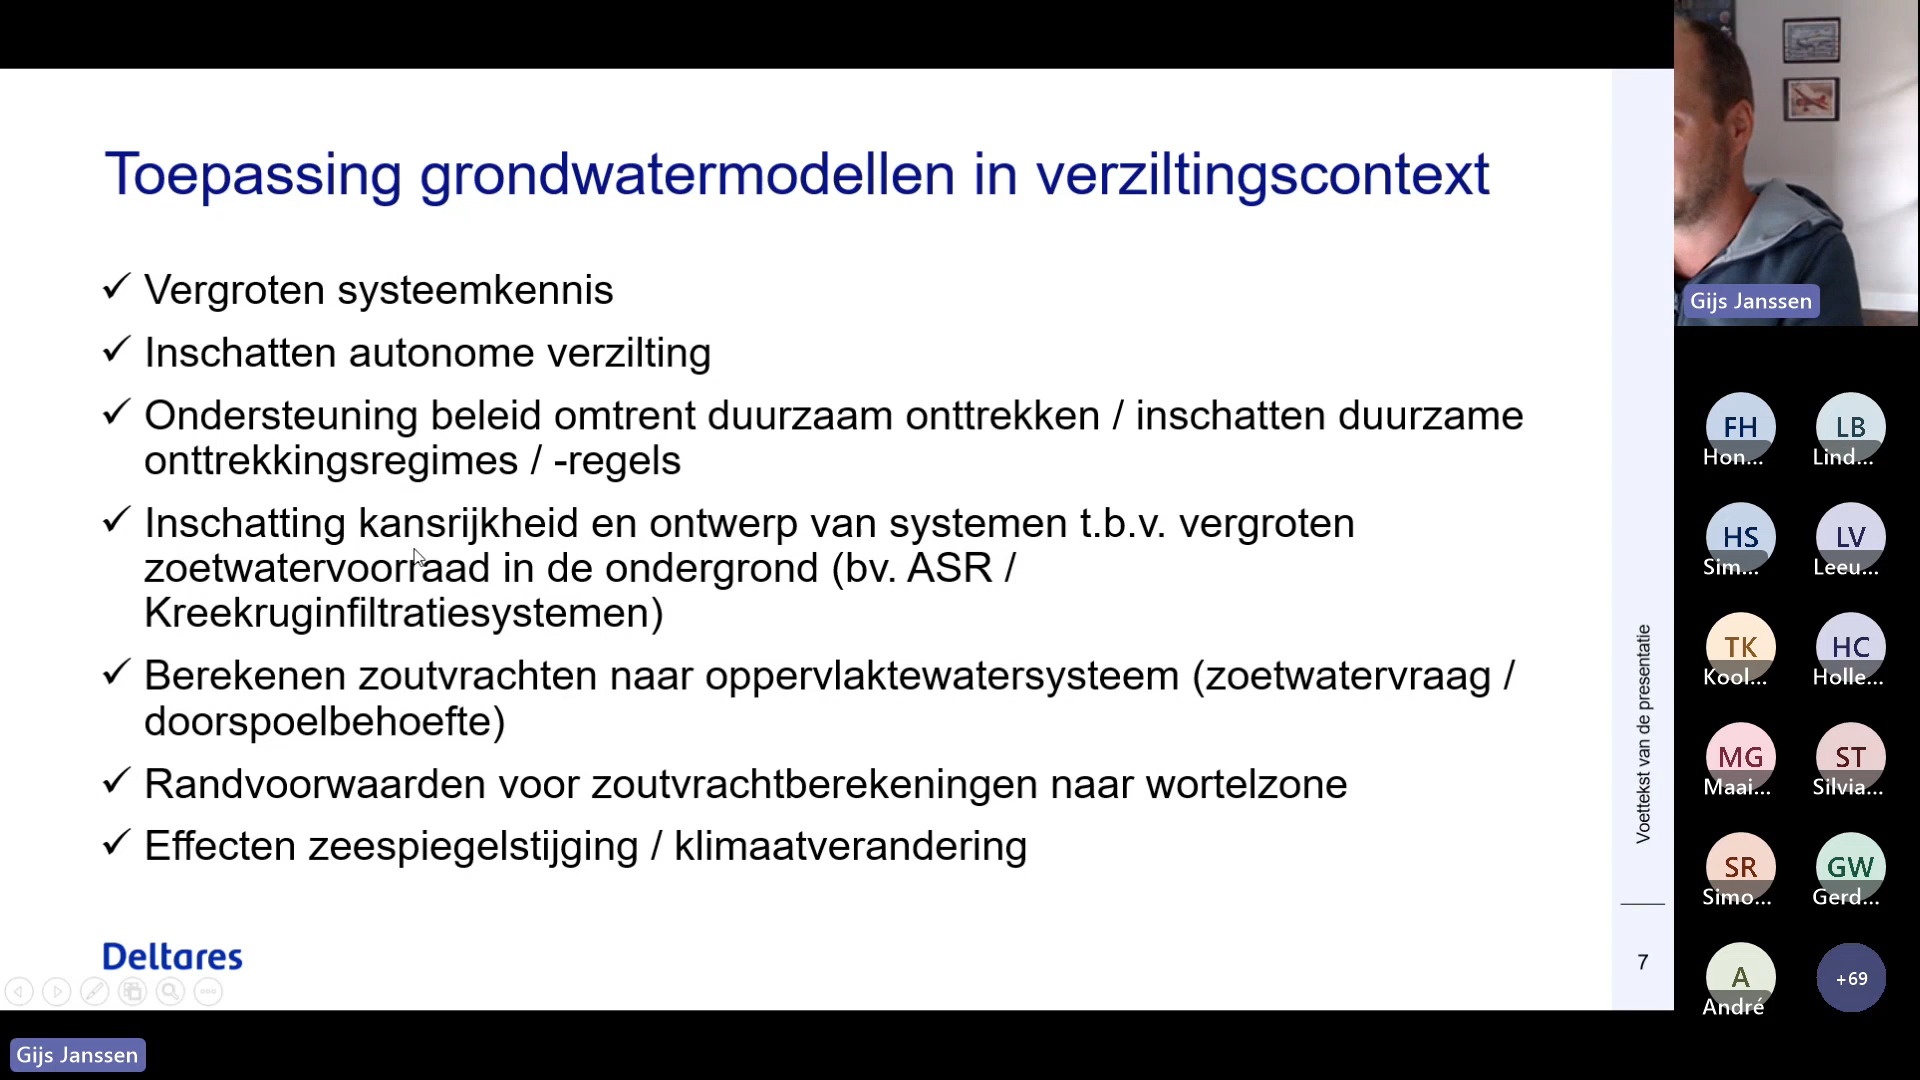 Toepassing grondwatermodellen in verziltingscontext
✓ Vergroten systeemkennis
✓ Inschatten autonome verzilting
✓ Ondersteuning beleid omtrent duurzaam onttrekken / inschatten duurzame
onttrekkingsregimes / -regels
✓ Inschatting kansrijkheid en ontwerp van systemen t.b.v. vergroten
zoetwatervoorraad in de ondergrond (bv. ASR /
Kreekruginfiltratiesystemen)
✓ Berekenen zoutvrachten naar oppervlaktewatersysteem (zoetwatervraag /
doorspoelbehoefte)
✓ Randvoorwaarden voor zoutvrachtberekeningen naar wortelzone
✓ Effecten zeespiegelstijging / klimaatverandering
Deltares
Voettekst van de presentatie
7
Gijs Janssen
Gijs Janssen
FH
Hon...
LB
Lind...
HS
Sim...
LV
Leeu...
TK
Kool...
HC
Holle...
MG
Maai...
ST
Silvia...
SR
Simo...
GW
Gerd...
A
André
+69